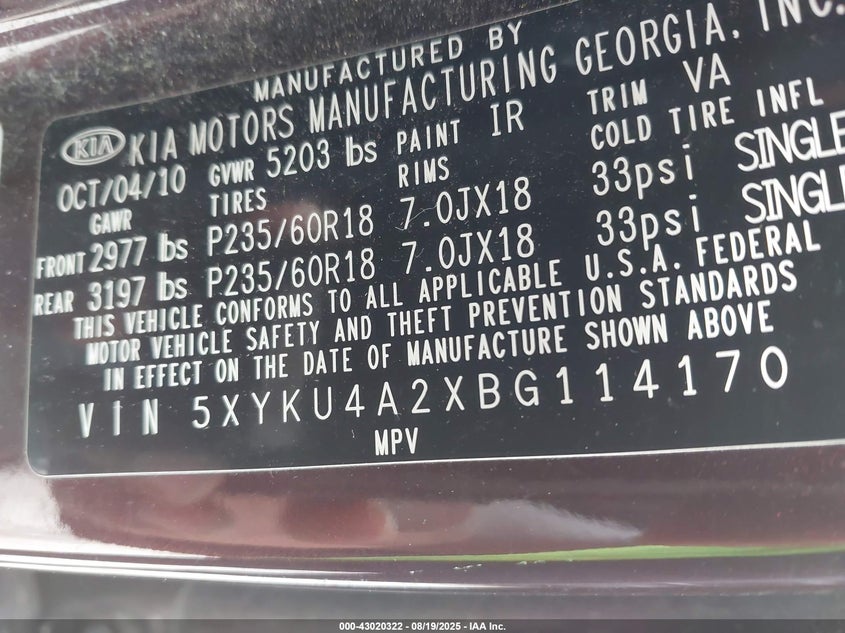 MANUFACTURED BY
KIA KIA MOTORS MANUFACTURING GEORGIA, INC.
OCT/04/10 GVWR 5203 lbs PAINT IR TRIM VA
GAWR TIRES RIMS COLD TIRE INFL
FRONT 2977 lbs P235/60R18 7.0JX18 33psi SINGLE
REAR 3197 lbs P235/60R18 7.0JX18 33psi SINGLE
THIS VEHICLE CONFORMS TO ALL APPLICABLE U.S.A. FEDERAL
MOTOR VEHICLE SAFETY AND THEFT PREVENTION STANDARDS
IN EFFECT ON THE DATE OF MANUFACTURE SHOWN ABOVE
VIN 5XYKU4A2XBG114170
MPV
000-43020322 - 08/19/2025 - IAA Inc.